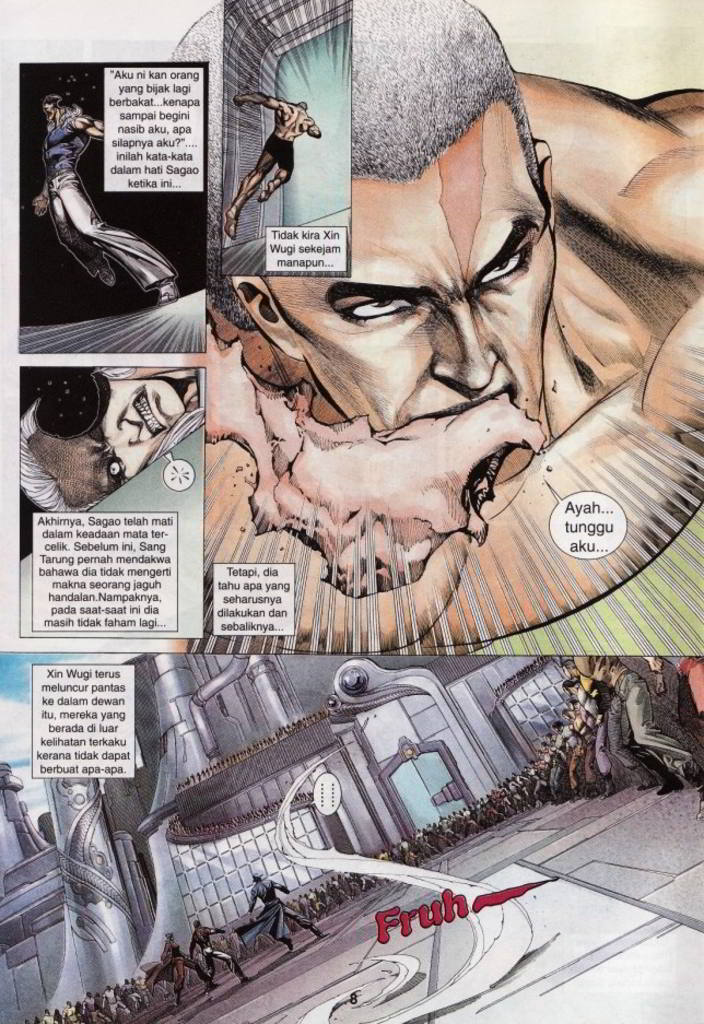 "Aku ni kan orang
yang bijak lagi
berbakat...kenapa
sampai begini
nasib aku, apa
silapnya aku?"....
inilah kata-kata
dalam hati Sagao
ketika ini...
Tidak kira Xin
Wugi sekejam
manapun...
Akhirnya, Sagao telah mati
dalam keadaan mata ter-
celik. Sebelum ini, Sang
Tarung pernah mendakwa
bahawa dia tidak mengerti
makna seorang jaguh
handalan.Nampaknya,
pada saat-saat ini dia
masih tidak faham lagi...
Tetapi, dia
tahu apa yang
seharusnya
dilakukan dan
sebaliknya...
Ayah...
tunggu
aku...
Xin Wugi terus
meluncur pantas
ke dalam dewan
itu, mereka yang
berada di luar
kelihatan terkaku
kerana tidak dapat
berbuat apa-apa.
......
Fruh
8